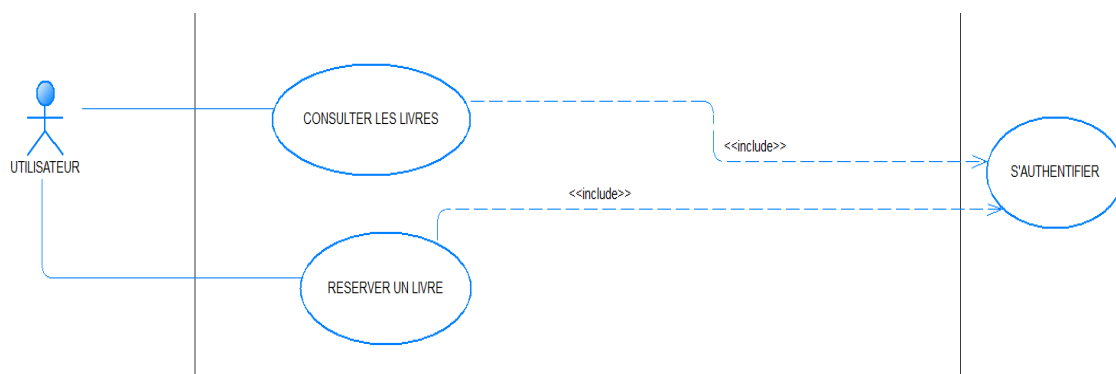 CONSULTER LES LIVRES
<<include>>
UTILISATEUR
S'AUTHENTIFIER
<<include>>
RESERVER UN LIVRE